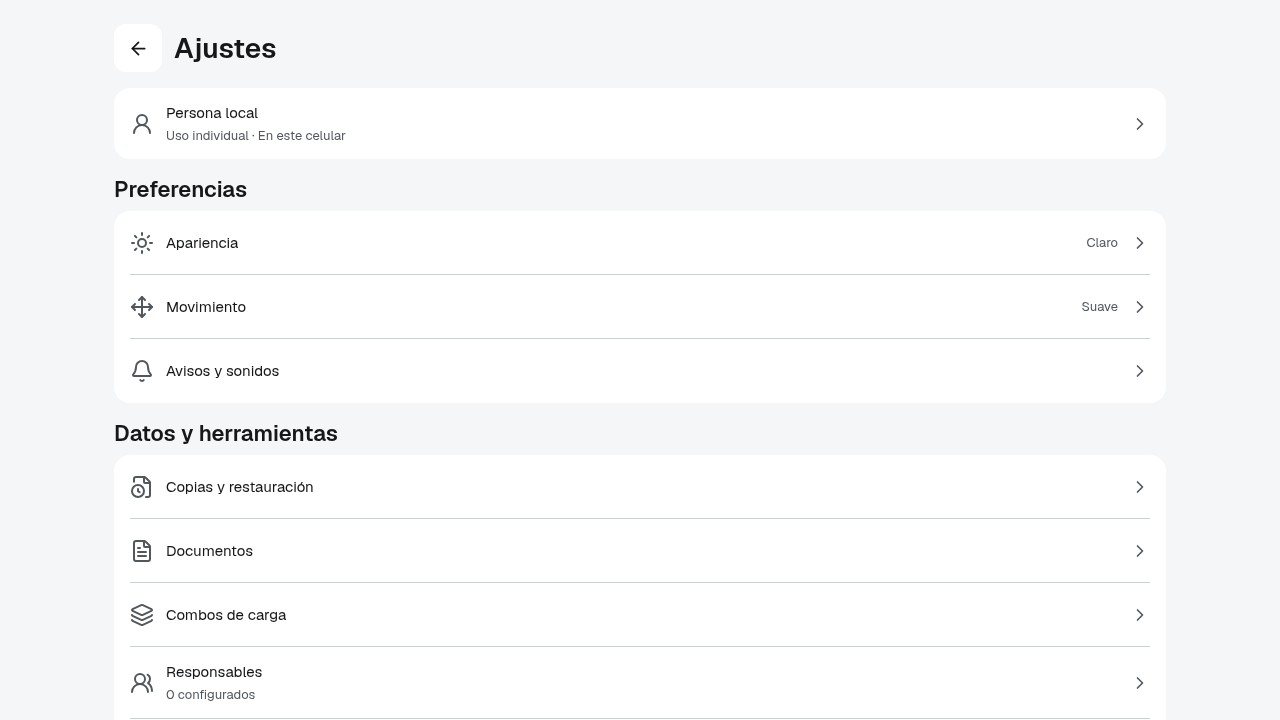 Ajustes
Persona local
Uso individual · En este celular
Preferencias
Apariencia
Claro
Movimiento
Suave
Avisos y sonidos
Datos y herramientas
Copias y restauración
Documentos
Combos de carga
Responsables
0 configurados